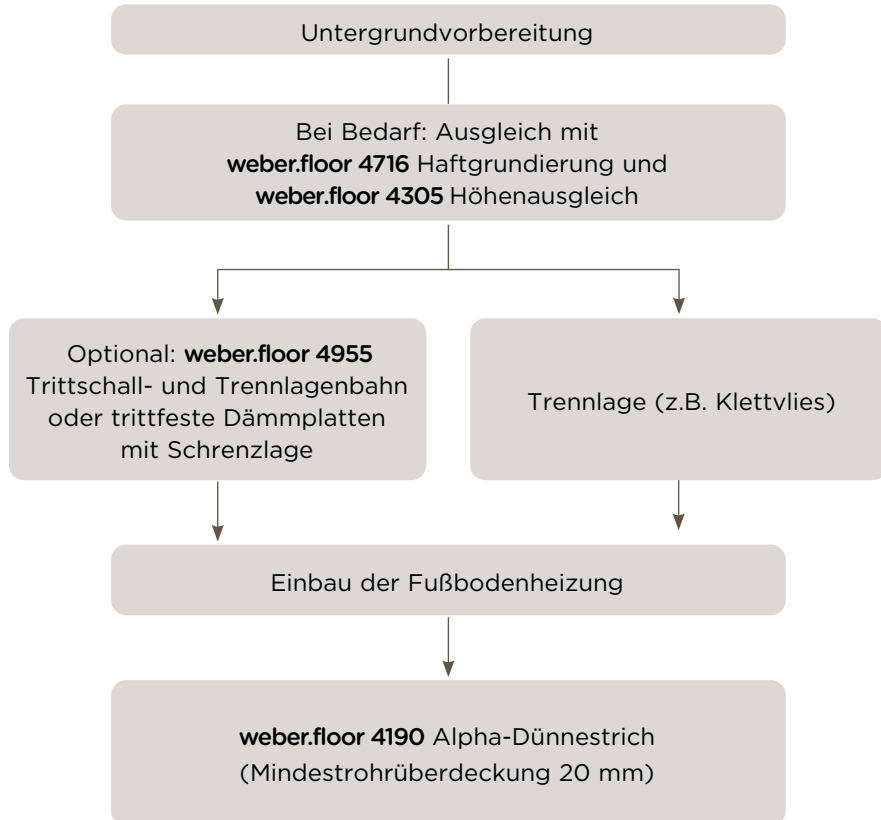 Untergrundvorbereitung
Bei Bedarf: Ausgleich mit
weber.floor 4716 Haftgrundierung und
weber.floor 4305 Höhenausgleich
Optional: weber.floor 4955
Trittschall- und Trennlagenbahn
oder trittfeste Dämmplatten
mit Schrenzlage
Trennlage (z.B. Klettvlies)
Einbau der Fußbodenheizung
weber.floor 4190 Alpha-Dünnestrich
(Mindestrohrüberdeckung 20 mm)